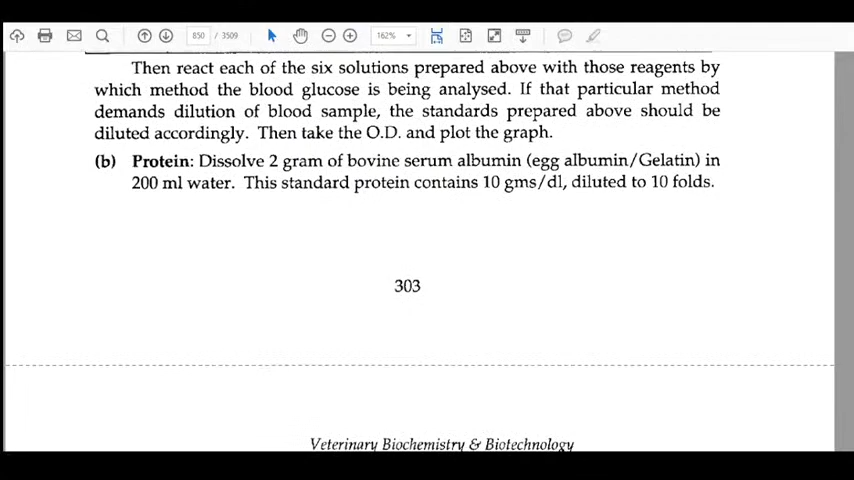 850 / 3509
162%
Then react each of the six solutions prepared above with those reagents by
which method the blood glucose is being analysed. If that particular method
demands dilution of blood sample, the standards prepared above should be
diluted accordingly. Then take the O.D. and plot the graph.
(b) Protein: Dissolve 2 gram of bovine serum albumin (egg albumin/Gelatin) in
200 ml water. This standard protein contains 10 gms/dl, diluted to 10 folds.
303
Veterinary Biochemistry & Biotechnology